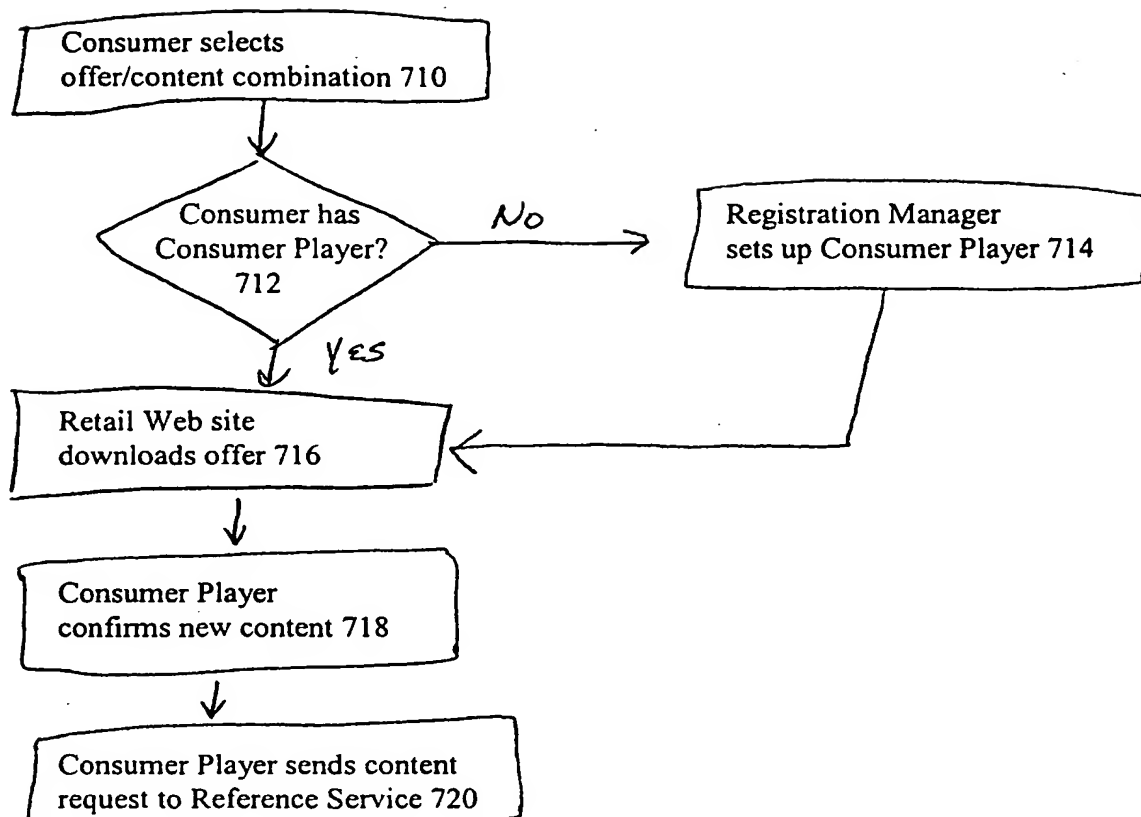 Consumer selects
offer/content combination 710
Consumer has
Consumer Player?
712
No
Registration Manager
sets up Consumer Player 714
YES
Retail Web site
downloads offer 716
Consumer Player
confirms new content 718
Consumer Player sends content
request to Reference Service 720